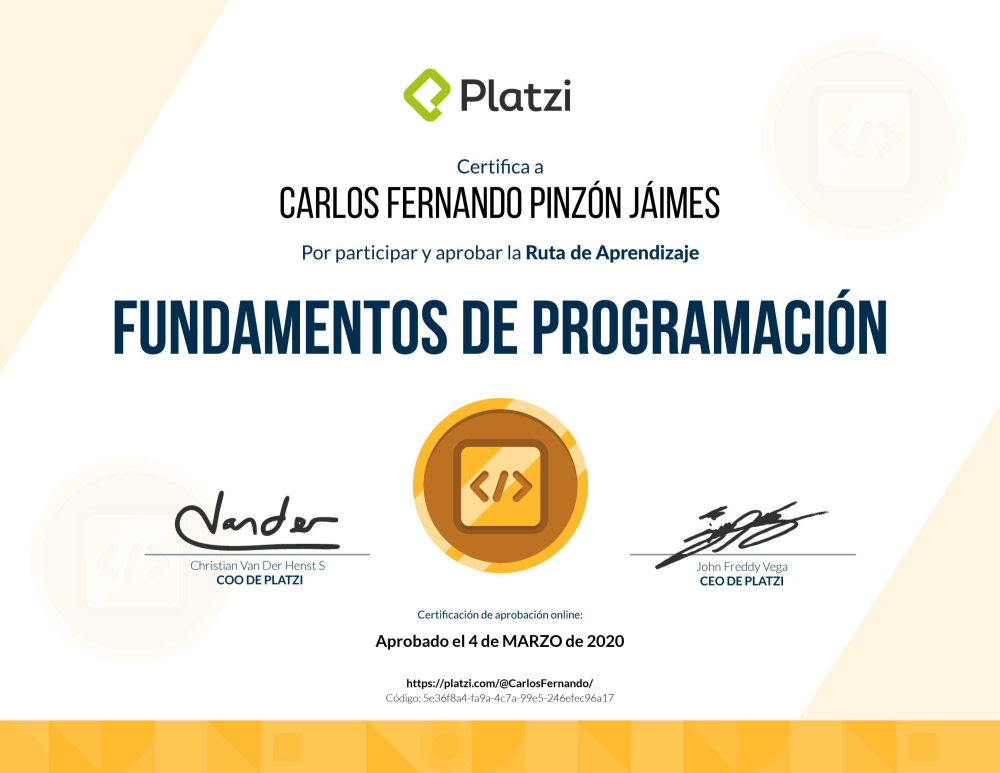 Platzi
Certifica a
CARLOS FERNANDO PINZÓN JÁIMES
Por participar y aprobar la Ruta de Aprendizaje
FUNDAMENTOS DE PROGRAMACIÓN
</>
Vander
Christian Van Der Henst S
COO DE PLATZI
John Freddy Vega
CEO DE PLATZI
Certificación de aprobación online:
Aprobado el 4 de MARZO de 2020
https://platzi.com/@CarlosFernando/
Código: 5e36f8a4-fa9a-4c7a-99e5-246efec96a17